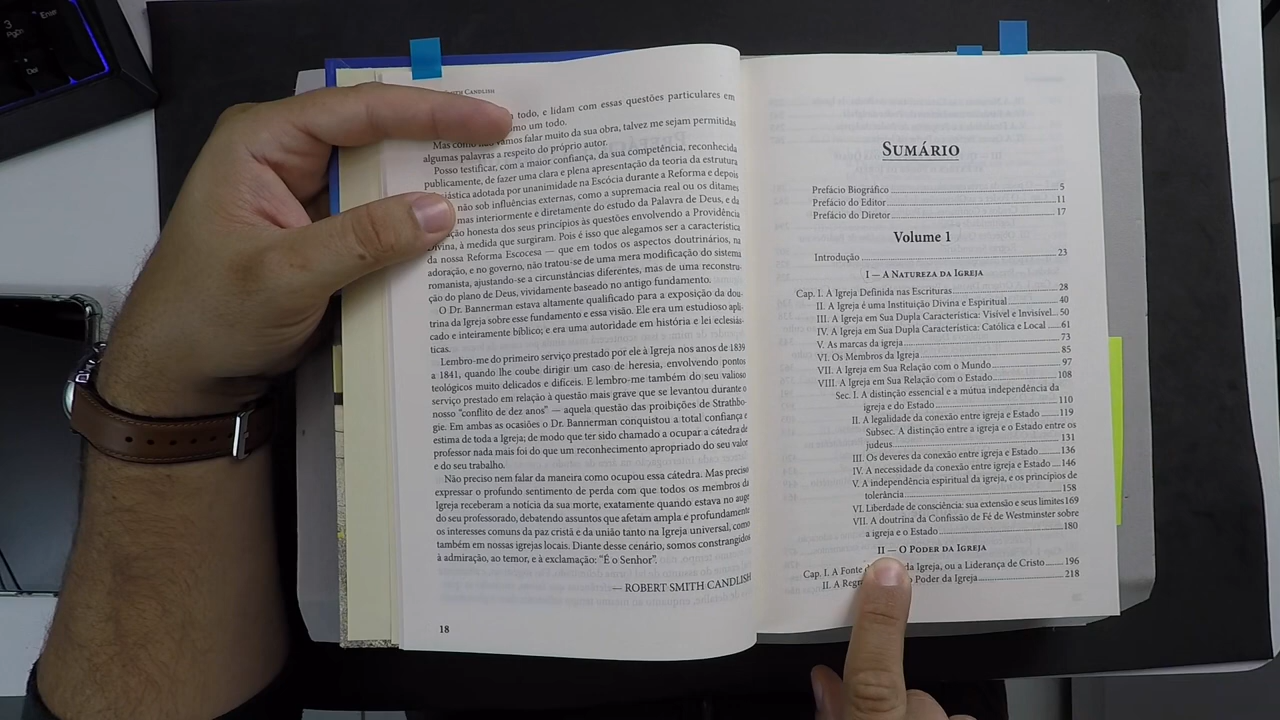 3
PgDn
Enter
Del
Smith Candlish
todo, e lidam com essas questões particulares em
mo um todo.
Mas como não vamos falar muito da sua obra, talvez me sejam permitidas
algumas palavras a respeito do próprio autor.
Posso testificar, com a maior confiança, da sua competência, reconhecida
publicamente, de fazer uma clara e plena apresentação da teoria da estrutura
iástica adotada por unanimidade na Escócia durante a Reforma e depois
não sob influências externas, como a supremacia real ou os ditames
mas interiormente e diretamente do estudo da Palavra de Deus, e da
ação honesta dos seus princípios às questões envolvendo a Providência
Divina, à medida que surgiram. Pois é isso que alegamos ser a característica
da nossa Reforma Escocesa — que em todos os aspectos doutrinários, na
adoração, e no governo, não tratou-se de uma mera modificação do sistema
romanista, ajustando-se a circunstâncias diferentes, mas de uma reconstru-
ção do plano de Deus, vividamente baseado no antigo fundamento.
O Dr. Bannerman estava altamente qualificado para a exposição da dou-
trina da Igreja sobre esse fundamento e essa visão. Ele era um estudioso apli-
cado e inteiramente bíblico; e era uma autoridade em história e lei eclesiás-
ticas.
Lembro-me do primeiro serviço prestado por ele à Igreja nos anos de 1839
a 1841, quando lhe coube dirigir um caso de heresia, envolvendo pontos
teológicos muito delicados e difíceis. E lembro-me também do seu valioso
serviço prestado em relação à questão mais grave que se levantou durante o
nosso “conflito de dez anos” — aquela questão das proibições de Strathbo-
gie. Em ambas as ocasiões o Dr. Bannerman conquistou a total confiança e
estima de toda a Igreja; de modo que ter sido chamado a ocupar a cátedra de
professor nada mais foi do que um reconhecimento apropriado do seu valor
e do seu trabalho.
Não preciso nem falar da maneira como ocupou essa cátedra. Mas preciso
expressar o profundo sentimento de perda com que todos os membros da
Igreja receberam a notícia da sua morte, exatamente quando estava no auge
do seu professorado, debatendo assuntos que afetam ampla e profundamente
os interesses comuns da paz cristã e da união tanto na Igreja universal, como
também em nossas igrejas locais. Diante desse cenário, somos constrangidos
à admiração, ao temor, e à exclamação: “É o Senhor”.
— ROBERT SMITH CANDLISH
18
Sumário
Prefácio Biográfico 5
Prefácio do Editor 11
Prefácio do Diretor 17
Volume 1
Introdução 23
I — A Natureza da Igreja
Cap. I. A Igreja Definida nas Escrituras 28
II. A Igreja é uma Instituição Divina e Espiritual 40
III. A Igreja em Sua Dupla Característica: Visível e Invisível 50
IV. A Igreja em Sua Dupla Característica: Católica e Local 61
V. As marcas da igreja 73
VI. Os Membros da Igreja 85
VII. A Igreja em Sua Relação com o Mundo 97
VIII. A Igreja em Sua Relação com o Estado 108
Sec. I. A distinção essencial e a mútua independência da
igreja e do Estado 110
II. A legalidade da conexão entre igreja e Estado 119
Subsec. A distinção entre a igreja e o Estado entre os
judeus 131
III. Os deveres da conexão entre igreja e Estado 136
IV. A necessidade da conexão entre igreja e Estado 146
V. A independência espiritual da igreja, e os princípios de
tolerância 158
VI. Liberdade de consciência: sua extensão e seus limites 169
VII. A doutrina da Confissão de Fé de Westminster sobre
a igreja e o Estado 180
II — O Poder da Igreja
Cap. I. A Fonte da Igreja, ou a Liderança de Cristo 196
II. A Regr o Poder da Igreja 218